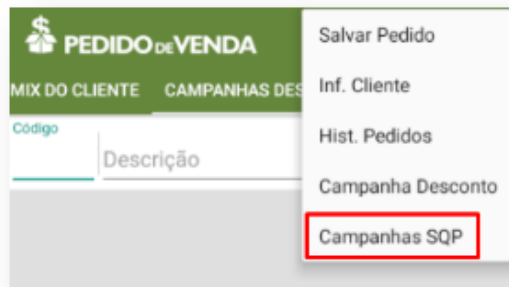 PEDIDO DE VENDA
MIX DO CLIENTE CAMPANHAS DES
Código
Descrição
Salvar Pedido
Inf. Cliente
Hist. Pedidos
Campanha Desconto
Campanhas SQP